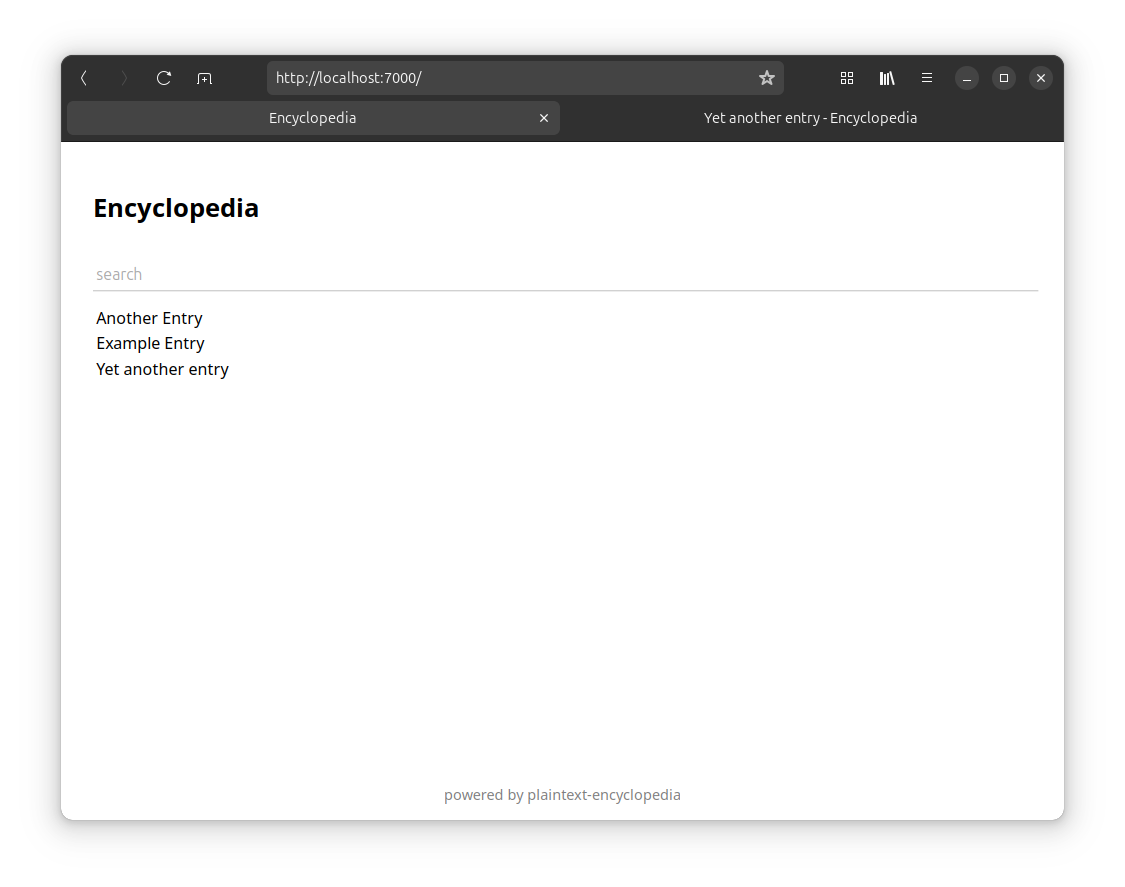 http://localhost:7000/
Encyclopedia
Yet another entry - Encyclopedia
Encyclopedia
search
Another Entry
Example Entry
Yet another entry
powered by plaintext-encyclopedia